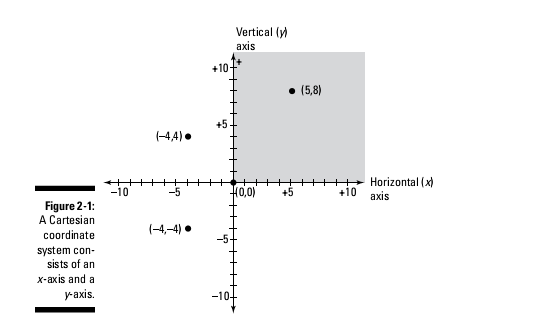 Vertical (y)
axis
+
+10
(5,8)
+5
(–4,4)
Horizontal (x)
axis
–10
–5
(0,0)
+5
+10
(–4,–4)
–5
–10
Figure 2-1:
A Cartesian
coordinate
system con-
sists of an
x-axis and a
y-axis.